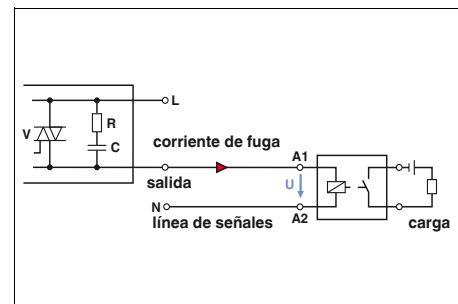 L
V
R
C
corriente de fuga
A1
salida
U
N
A2
línea de señales
carga